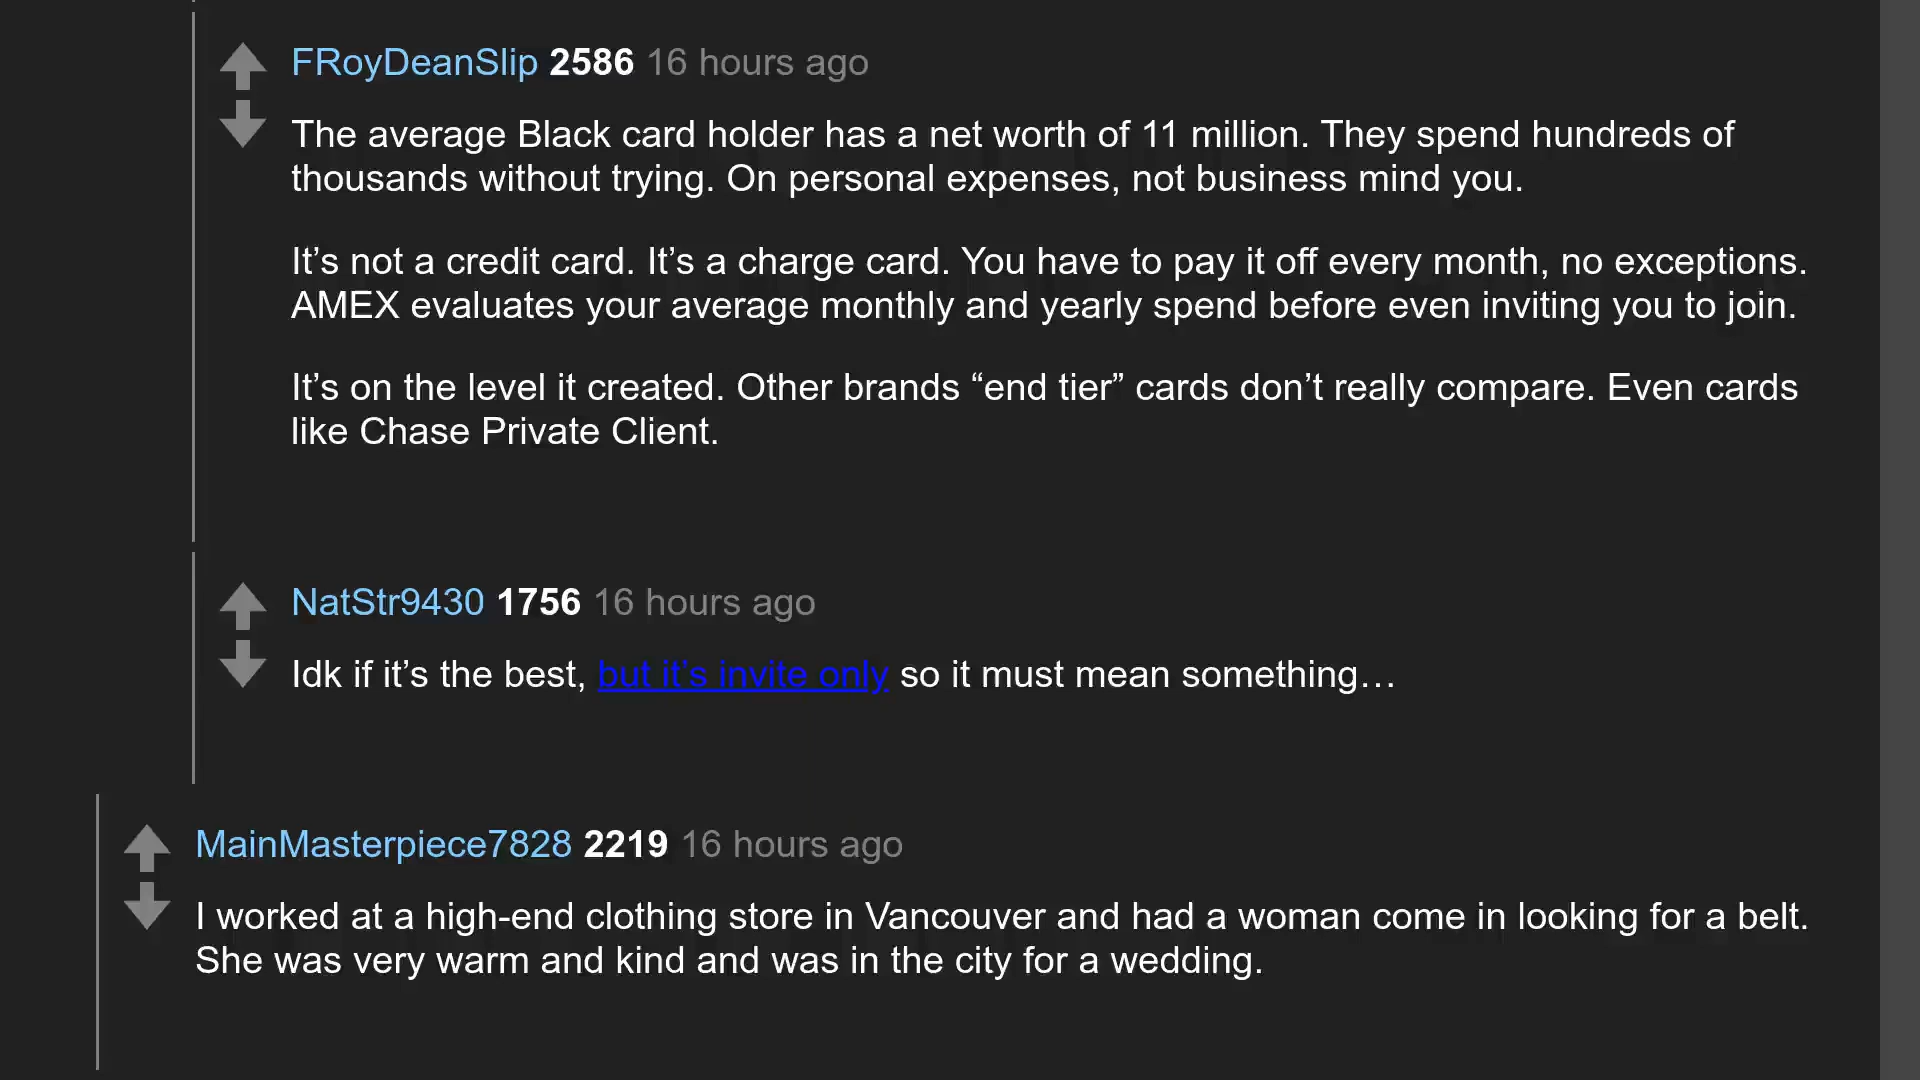 FRoyDeanSlip 2586 16 hours ago
The average Black card holder has a net worth of 11 million. They spend hundreds of
thousands without trying. On personal expenses, not business mind you.
It’s not a credit card. It’s a charge card. You have to pay it off every month, no exceptions.
AMEX evaluates your average monthly and yearly spend before even inviting you to join.
It’s on the level it created. Other brands “end tier” cards don’t really compare. Even cards
like Chase Private Client.
NatStr9430 1756 16 hours ago
Idk if it’s the best, but it’s invite only so it must mean something…
MainMasterpiece7828 2219 16 hours ago
I worked at a high-end clothing store in Vancouver and had a woman come in looking for a belt.
She was very warm and kind and was in the city for a wedding.